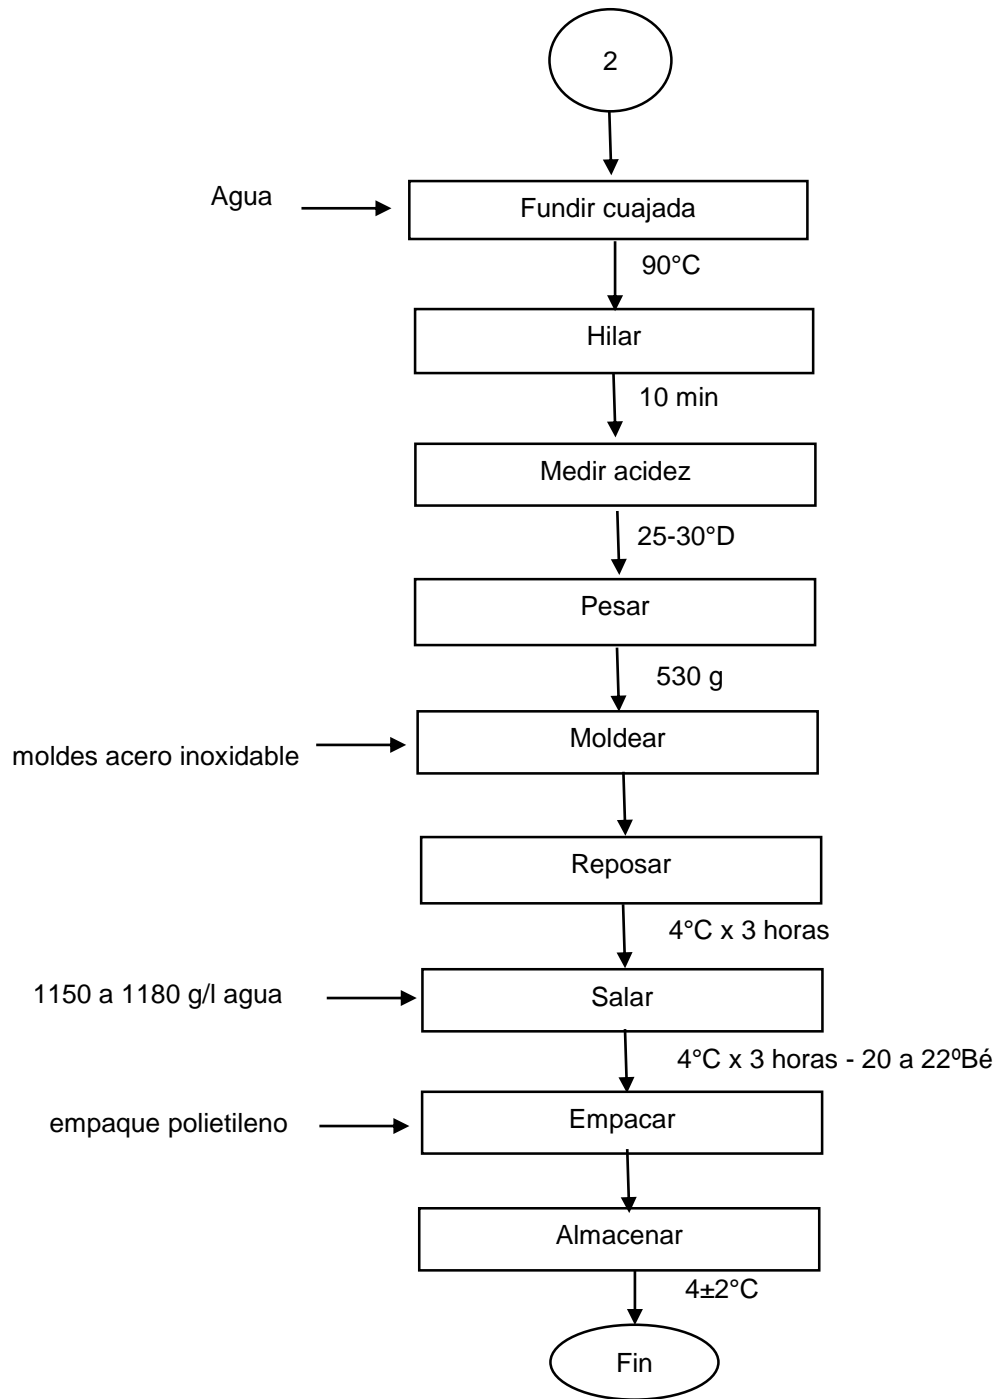 2
Agua
Fundir cuajada
90°C
Hilar
10 min
Medir acidez
25-30°D
Pesar
530 g
moldes acero inoxidable
Moldear
Reposar
4°C x 3 horas
1150 a 1180 g/l agua
Salar
4°C x 3 horas - 20 a 22ºBé
empaque polietileno
Empacar
Almacenar
4±2°C
Fin